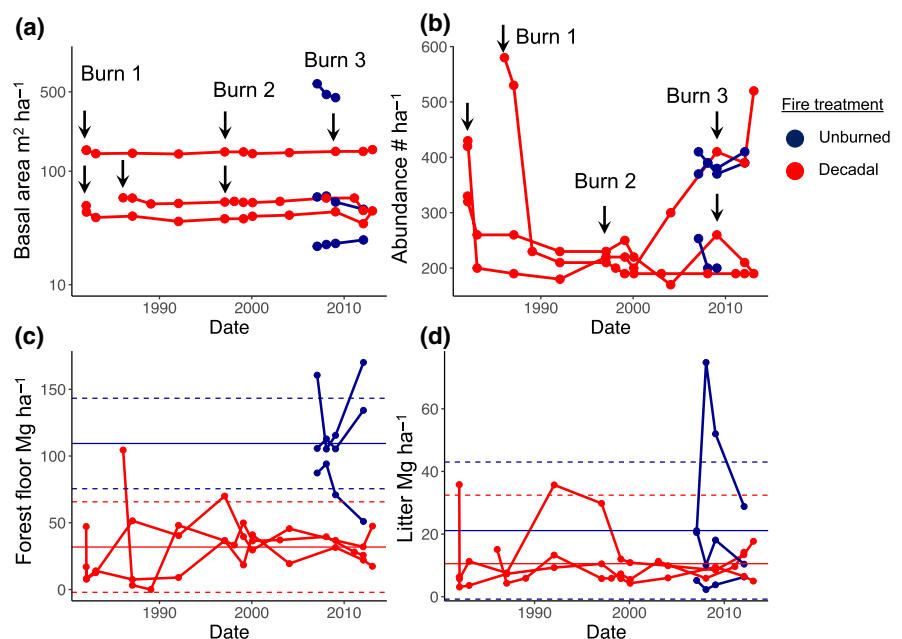 (a)
Burn 1
Burn 2
Burn 3
Basal area m² ha⁻¹
500
100
10
1990
2000
2010
Date
(b)
Burn 1
Burn 3
Burn 2
Abundance # ha⁻¹
600
500
400
300
200
1990
2000
2010
Date
Fire treatment
Unburned
Decadal
(c)
Forest floor Mg ha⁻¹
150
100
50
0
1990
2000
2010
Date
(d)
Litter Mg ha⁻¹
60
40
20
0
1990
2000
2010
Date